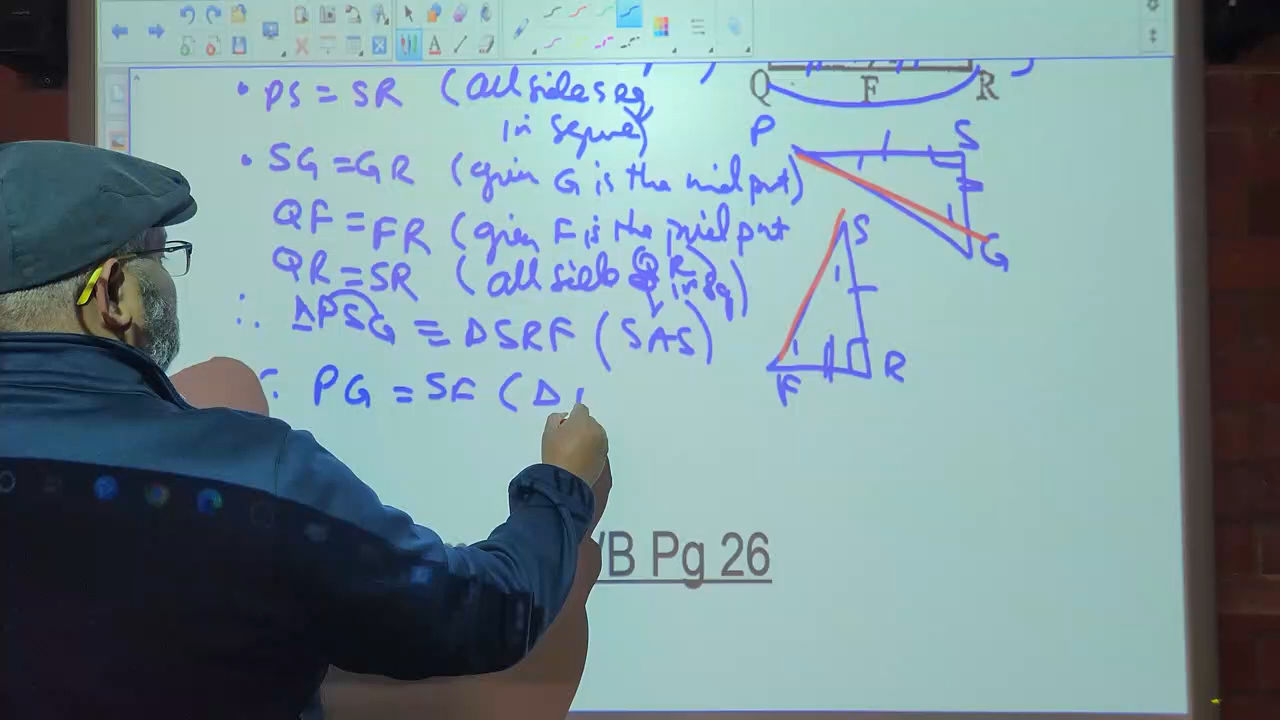 • PS = SR (all sides eq
in square)
• SG = GR (given G is the mid pnt)
QF = FR (given F is the mid pnt
QR = SR (all sides in sq)
∴ ΔPSG ≡ ΔSRF (SAS)
∴ PG = SF (Δ
WB Pg 26
Q F R
P S
G
S
F R